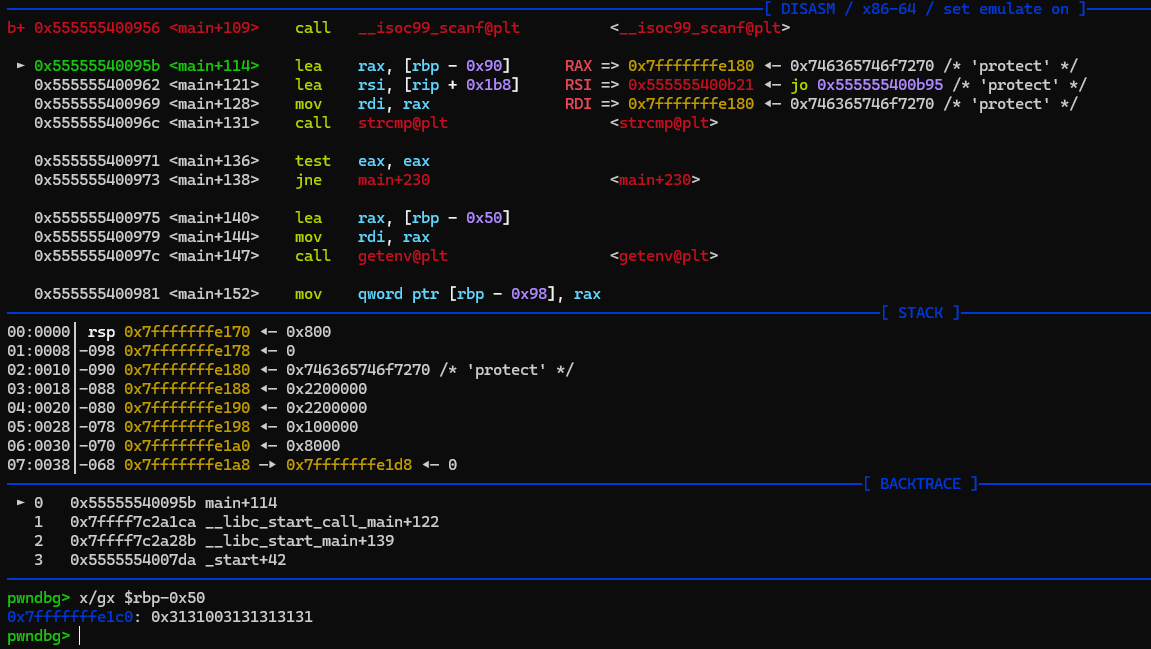 [ DISASM / x86-64 / set emulate on ]
b+ 0x555555400956 <main+109>    call   __isoc99_scanf@plt          <__isoc99_scanf@plt>
► 0x55555540095b <main+114>    lea    rax, [rbp - 0x90]      RAX => 0x7fffffffe180 ◂— 0x746365746f7270 /* 'protect' */
0x555555400962 <main+121>    lea    rsi, [rip + 0x1b8]     RSI => 0x555555400b21 ◂— jo 0x555555400b95 /* 'protect' */
0x555555400969 <main+128>    mov    rdi, rax               RDI => 0x7fffffffe180 ◂— 0x746365746f7270 /* 'protect' */
0x55555540096c <main+131>    call   strcmp@plt                  <strcmp@plt>
0x555555400971 <main+136>    test   eax, eax
0x555555400973 <main+138>    jne    main+230                    <main+230>
0x555555400975 <main+140>    lea    rax, [rbp - 0x50]
0x555555400979 <main+144>    mov    rdi, rax
0x55555540097c <main+147>    call   getenv@plt                  <getenv@plt>
0x555555400981 <main+152>    mov    qword ptr [rbp - 0x98], rax
[ STACK ]
00:0000│ rsp 0x7fffffffe170 ◂— 0x800
01:0008│-098 0x7fffffffe178 ◂— 0
02:0010│-090 0x7fffffffe180 ◂— 0x746365746f7270 /* 'protect' */
03:0018│-088 0x7fffffffe188 ◂— 0x2200000
04:0020│-080 0x7fffffffe190 ◂— 0x2200000
05:0028│-078 0x7fffffffe198 ◂— 0x100000
06:0030│-070 0x7fffffffe1a0 ◂— 0x8000
07:0038│-068 0x7fffffffe1a8 —▸ 0x7fffffffe1d8 ◂— 0
[ BACKTRACE ]
► 0   0x55555540095b main+114
1   0x7ffff7c2a1ca __libc_start_call_main+122
2   0x7ffff7c2a28b __libc_start_main+139
3   0x5555554007da _start+42
pwndbg> x/gx $rbp-0x50
0x7fffffffe1c0: 0x3131003131313131
pwndbg>